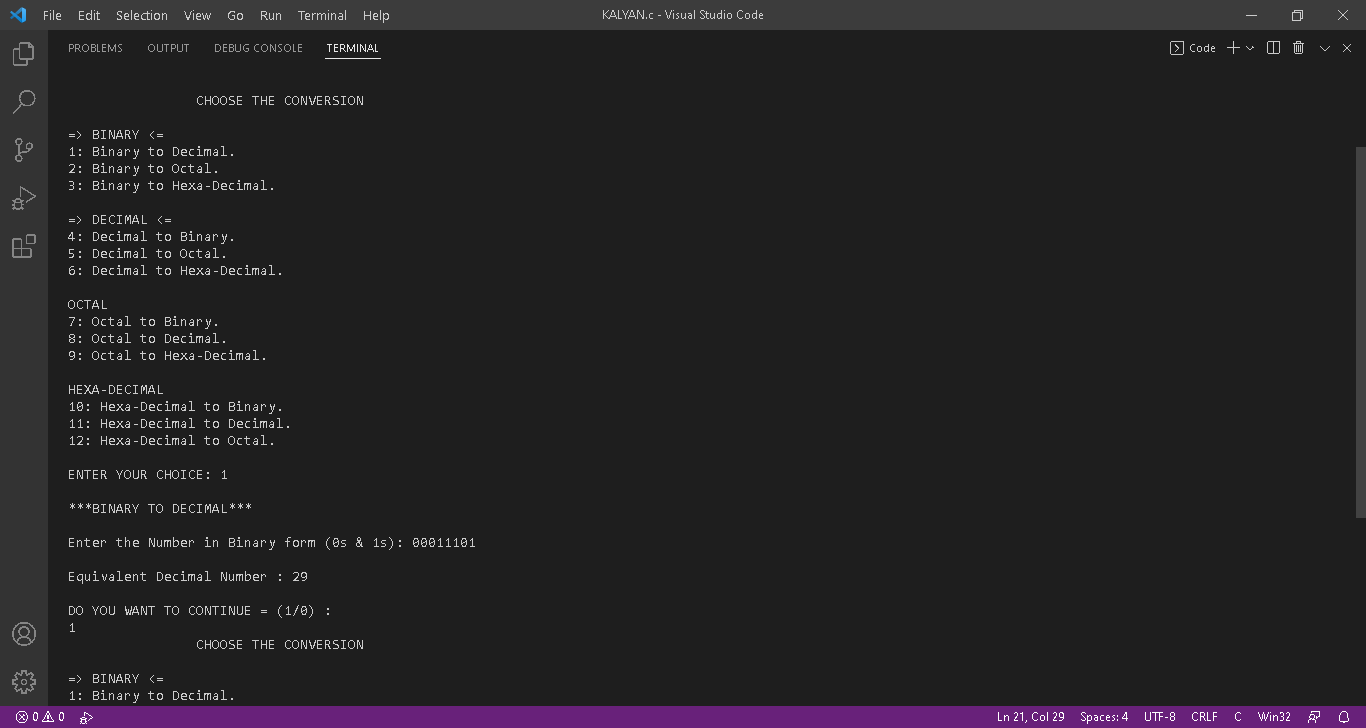 File Edit Selection View Go Run Terminal Help KALYAN.c - Visual Studio Code
PROBLEMS OUTPUT DEBUG CONSOLE TERMINAL Code
CHOOSE THE CONVERSION
=> BINARY <=
1: Binary to Decimal.
2: Binary to Octal.
3: Binary to Hexa-Decimal.
=> DECIMAL <=
4: Decimal to Binary.
5: Decimal to Octal.
6: Decimal to Hexa-Decimal.
OCTAL
7: Octal to Binary.
8: Octal to Decimal.
9: Octal to Hexa-Decimal.
HEXA-DECIMAL
10: Hexa-Decimal to Binary.
11: Hexa-Decimal to Decimal.
12: Hexa-Decimal to Octal.
ENTER YOUR CHOICE: 1
***BINARY TO DECIMAL***
Enter the Number in Binary form (0s & 1s): 00011101
Equivalent Decimal Number : 29
DO YOU WANT TO CONTINUE = (1/0) :
1
CHOOSE THE CONVERSION
=> BINARY <=
1: Binary to Decimal.
0 0 Ln 21, Col 29 Spaces: 4 UTF-8 CRLF C Win32